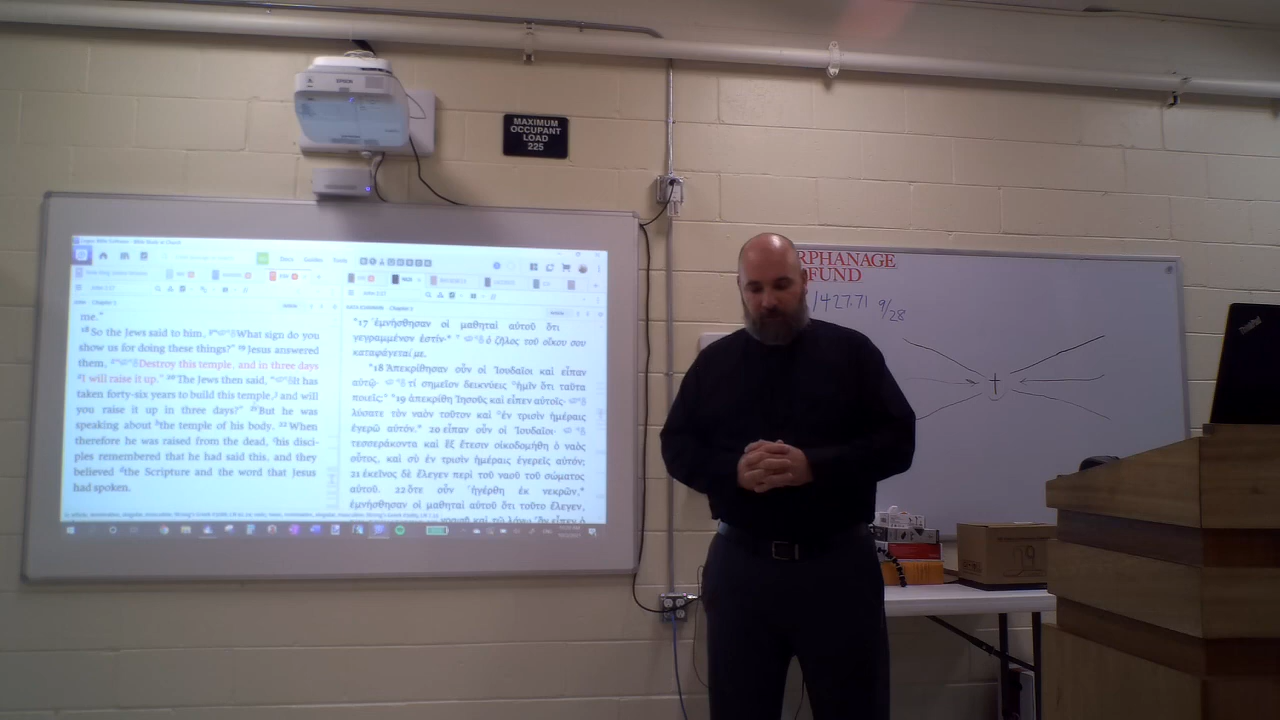 EPSON
MAXIMUM
OCCUPANT
LOAD
225
RPHANAGE
FUND
1427.71 9/28
ThinkPad
19
Docs Guides Tools
me."
18 So the Jews said to him, What sign do you
show us for doing these things?" 19 Jesus answered
them, Destroy this temple, and in three days
I will raise it up." 20 The Jews then said, "It has
taken forty-six years to build this temple, and will
you raise it up in three days?" 21 But he was
speaking about the temple of his body. 22 When
therefore he was raised from the dead, his disci-
ples remembered that he had said this, and they
believed the Scripture and the word that Jesus
had spoken.
17 ἐμνήσθησαν οἱ μαθηταὶ αὐτοῦ ὅτι
γεγραμμένον ἐστίν· ὁ ζῆλος τοῦ οἴκου σου
καταφάγεταί με.
18 Ἀπεκρίθησαν οὖν οἱ Ἰουδαῖοι καὶ εἶπαν
αὐτῷ· τί σημεῖον δεικνύεις ἡμῖν ὅτι ταῦτα
ποιεῖς; 19 ἀπεκρίθη Ἰησοῦς καὶ εἶπεν αὐτοῖς·
λύσατε τὸν ναὸν τοῦτον καὶ ἐν τρισὶν ἡμέραις
ἐγερῶ αὐτόν. 20 εἶπαν οὖν οἱ Ἰουδαῖοι·
τεσσεράκοντα καὶ ἓξ ἔτεσιν οἰκοδομήθη ὁ ναὸς
οὗτος, καὶ σὺ ἐν τρισὶν ἡμέραις ἐγερεῖς αὐτόν;
21 ἐκεῖνος δὲ ἔλεγεν περὶ τοῦ ναοῦ τοῦ σώματος
αὐτοῦ. 22 ὅτε οὖν ἠγέρθη ἐκ νεκρῶν,
ἐμνήσθησαν οἱ μαθηταὶ αὐτοῦ ὅτι τοῦτο ἔλεγεν,